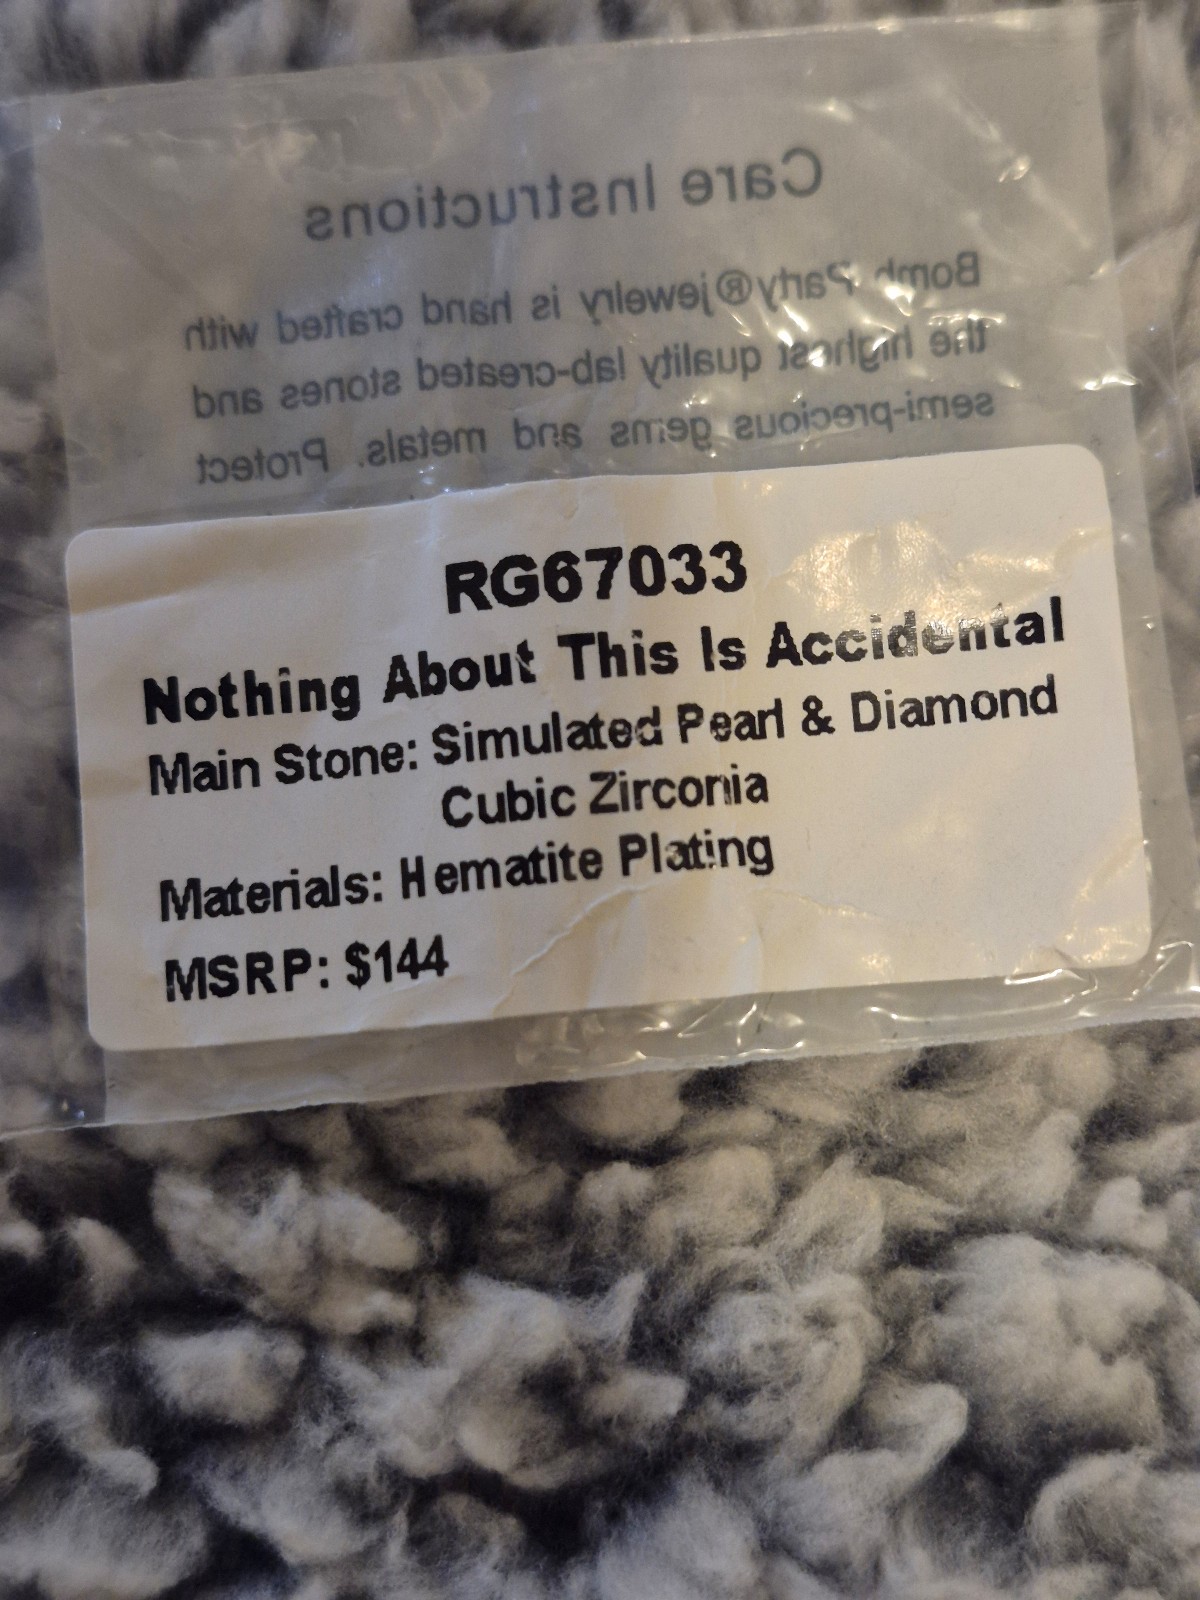 Care Instructions
Bomb Party® jewelry is hand crafted with
the highest quality lab-created stones and
semi-precious gems and metals. Protect
RG67033
Nothing About This Is Accidental
Main Stone: Simulated Pearl & Diamond
Cubic Zirconia
Materials: Hematite Plating
MSRP: $144